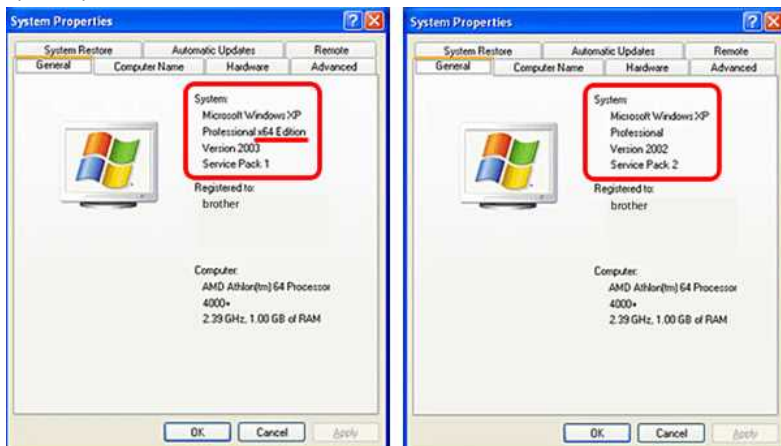 System Properties
System Restore
Automatic Updates
Remote
General
Computer Name
Hardware
Advanced
System:
Microsoft Windows XP
Professional x64 Edition
Version 2003
Service Pack 1
Registered to:
brother
Computer:
AMD Athlon(tm) 64 Processor
4000+
2.39 GHz, 1.00 GB of RAM
OK
Cancel
Apply
System Properties
System Restore
Automatic Updates
Remote
General
Computer Name
Hardware
Advanced
System:
Microsoft Windows XP
Professional
Version 2002
Service Pack 2
Registered to:
brother
Computer:
AMD Athlon(tm) 64 Processor
4000+
2.39 GHz, 1.00 GB of RAM
OK
Cancel
Apply